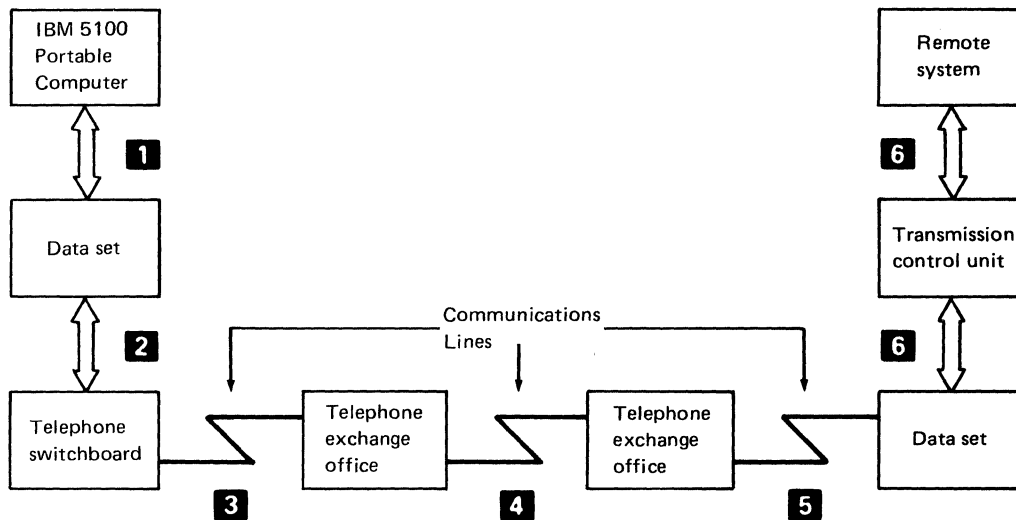 IBM 5100
Portable
Computer
Remote
system
1
6
Data set
Transmission
control unit
2
Communications
Lines
6
Telephone
switchboard
Telephone
exchange
office
Telephone
exchange
office
Data set
3
4
5